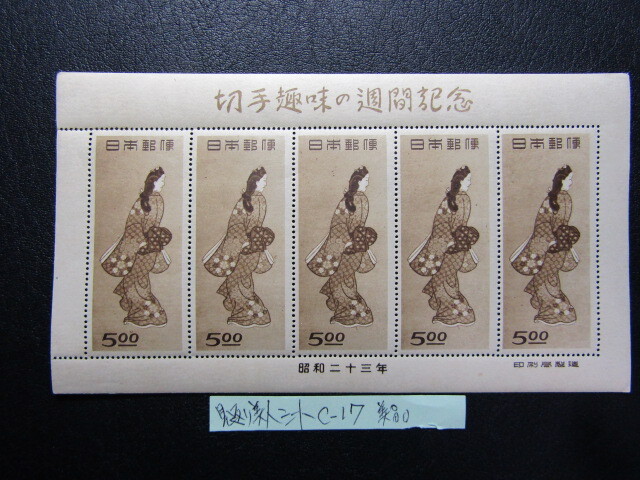 切手趣味の週間記念
日本郵便 日本郵便 日本郵便 日本郵便 日本郵便
5.00 5.00 5.00 5.00 5.00
昭和二十三年
印刷局製造
C-17